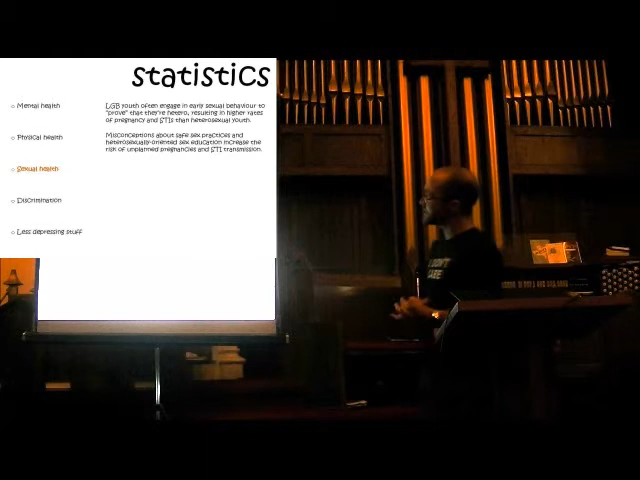 statistics
Mental health
Physical health
Sexual health
Discrimination
Less depressing stuff
LGB youth often engage in early sexual behaviour to
"prove" that they're hetero, resulting in higher rates
of pregnancy and STIs than heterosexual youth.
Misconceptions about safe sex practices and
heterosexually-oriented sex education increase the
risk of unplanned pregnancies and STI transmission.